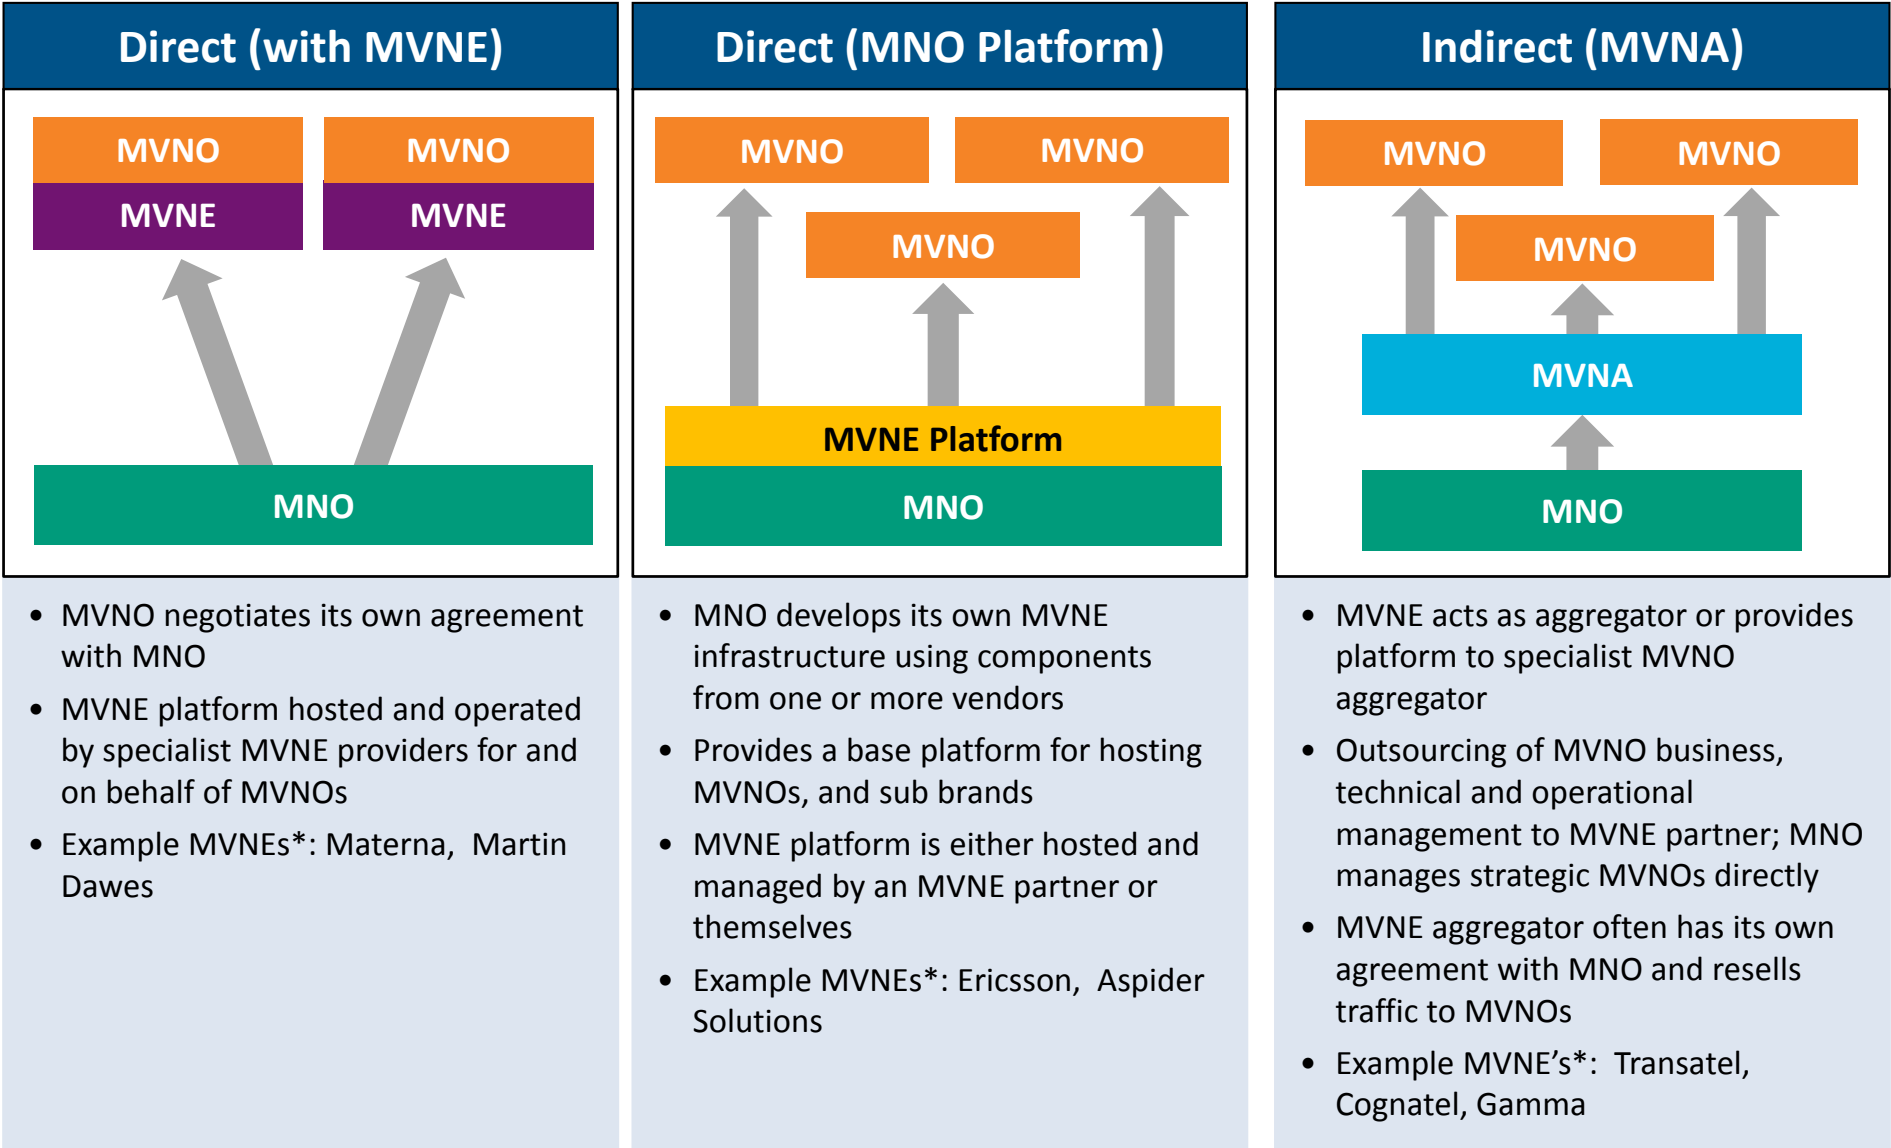 Direct (with MVNE)
MVNO
MVNO
MVNE
MVNE
MNO
• MVNO negotiates its own agreement
with MNO
• MVNE platform hosted and operated
by specialist MVNE providers for and
on behalf of MVNOs
• Example MVNEs*: Materna, Martin
Dawes
Direct (MNO Platform)
MVNO
MVNO
MVNO
MVNE Platform
MNO
• MNO develops its own MVNE
infrastructure using components
from one or more vendors
• Provides a base platform for hosting
MVNOs, and sub brands
• MVNE platform is either hosted and
managed by an MVNE partner or
themselves
• Example MVNEs*: Ericsson, Aspider
Solutions
Indirect (MVNA)
MVNO
MVNO
MVNO
MVNA
MNO
• MVNE acts as aggregator or provides
platform to specialist MVNO
aggregator
• Outsourcing of MVNO business,
technical and operational
management to MVNE partner; MNO
manages strategic MVNOs directly
• MVNE aggregator often has its own
agreement with MNO and resells
traffic to MVNOs
• Example MVNE’s*: Transatel,
Cognatel, Gamma